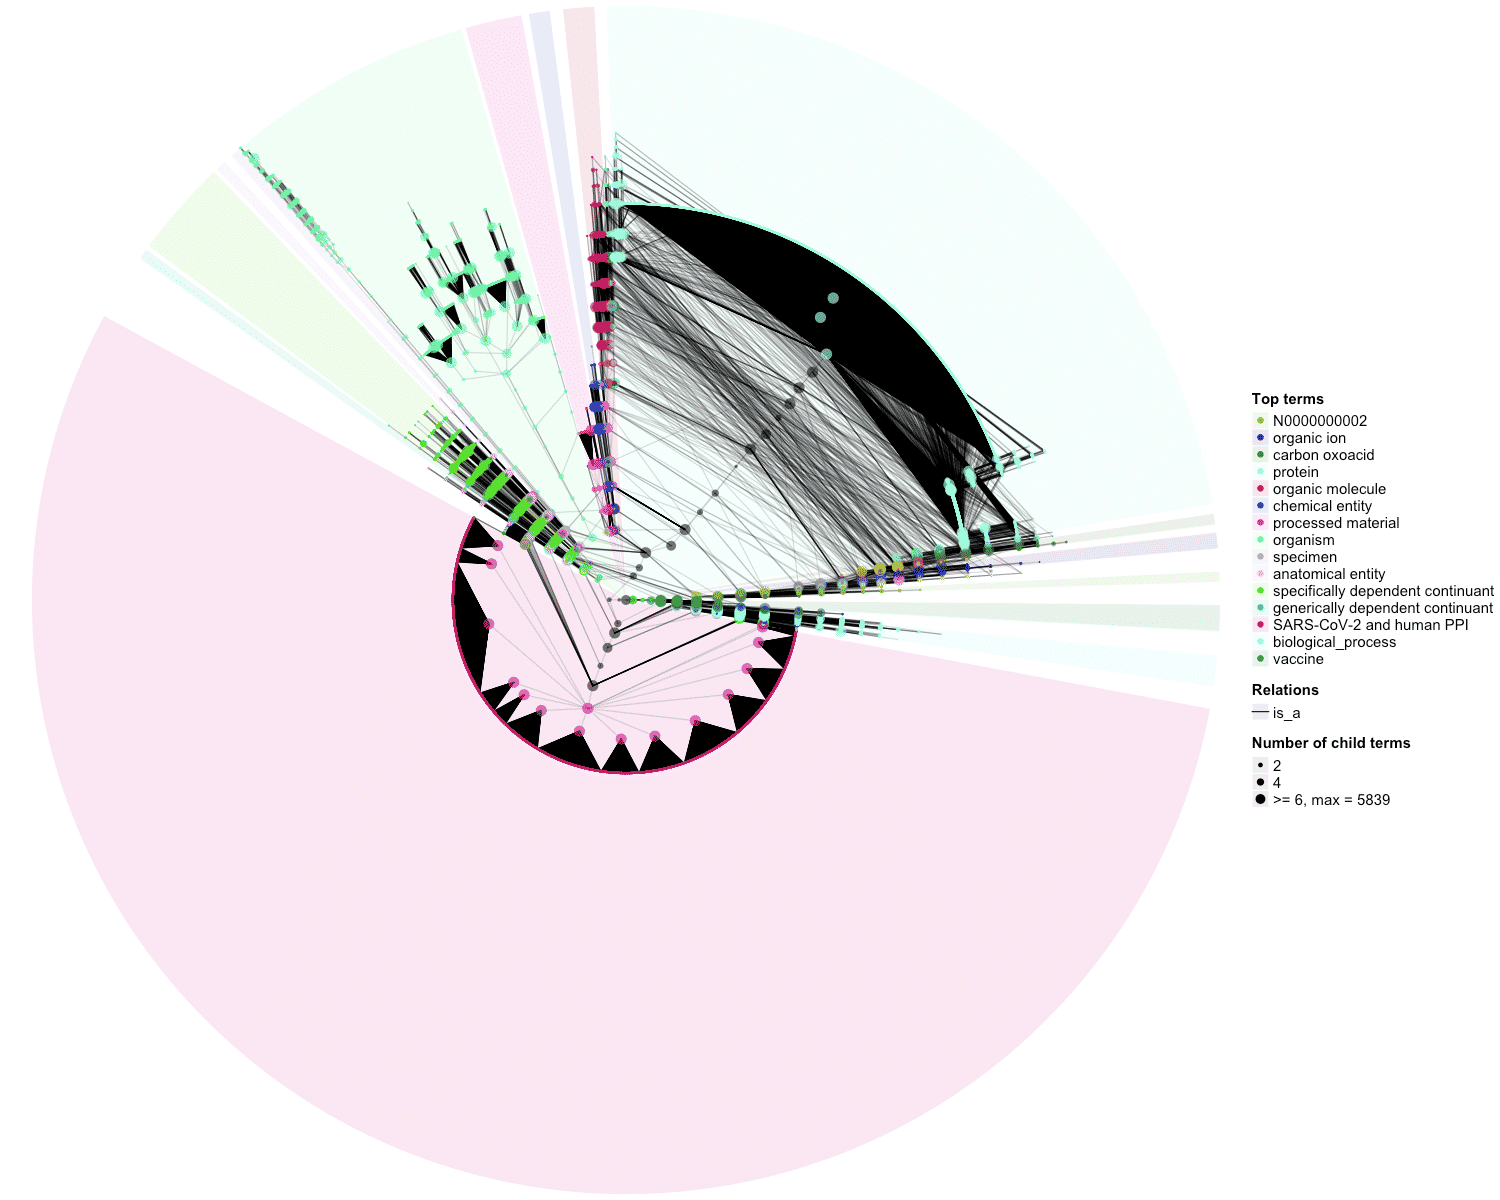 Top terms
N0000000002
organic ion
carbon oxoacid
protein
organic molecule
chemical entity
processed material
organism
specimen
anatomical entity
specifically dependent continuant
generically dependent continuant
SARS-CoV-2 and human PPI
biological_process
vaccine
Relations
is_a
Number of child terms
2
4
>= 6, max = 5839